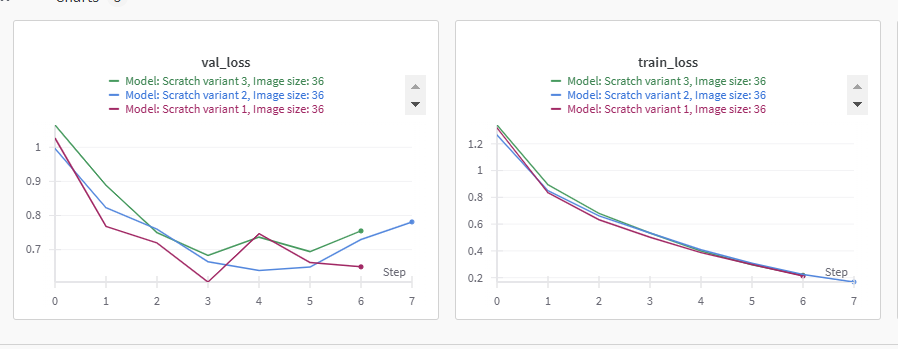 val_loss
Model: Scratch variant 3, Image size: 36
Model: Scratch variant 2, Image size: 36
Model: Scratch variant 1, Image size: 36
1
0.9
0.8
0.7
Step
0 1 2 3 4 5 6 7
train_loss
Model: Scratch variant 3, Image size: 36
Model: Scratch variant 2, Image size: 36
Model: Scratch variant 1, Image size: 36
1.2
1
0.8
0.6
0.4
0.2
Step
0 1 2 3 4 5 6 7